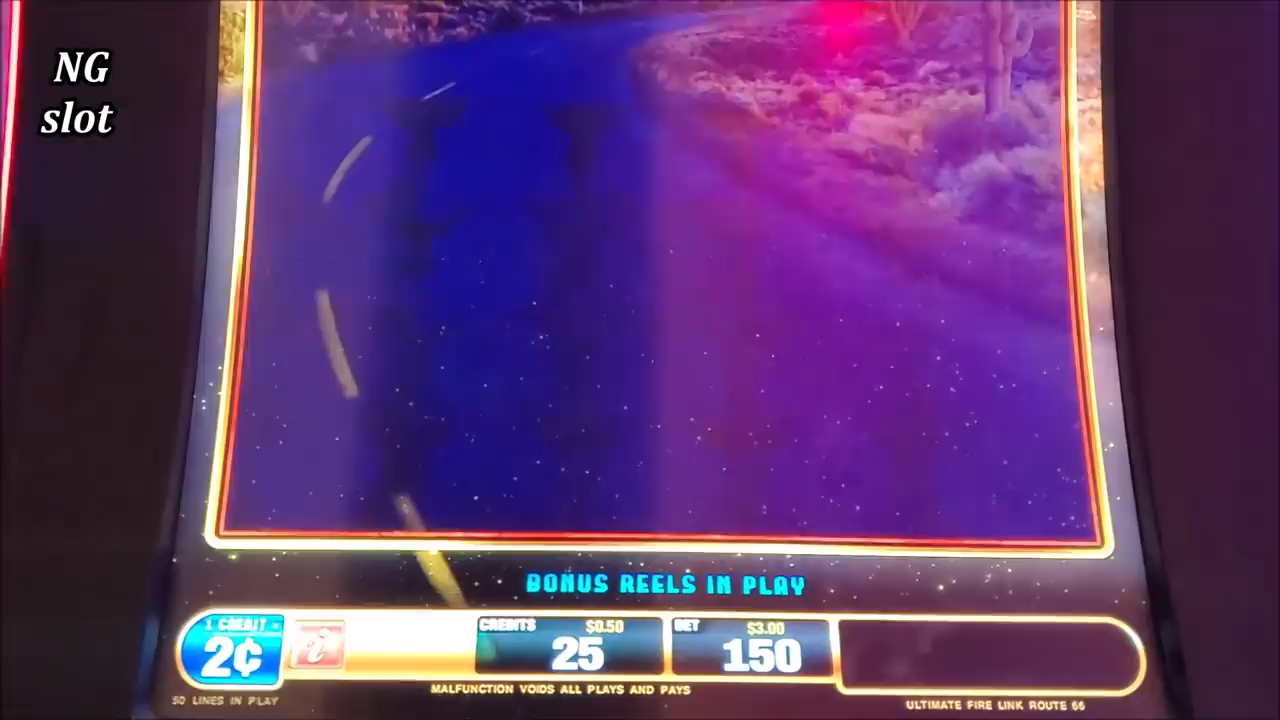 NG
slot
BONUS REELS IN PLAY
1 CREDIT =
2¢
i
CREDITS $0.50
25
BET $3.00
150
50 LINES IN PLAY
MALFUNCTION VOIDS ALL PLAYS AND PAYS
ULTIMATE FIRE LINK ROUTE 66